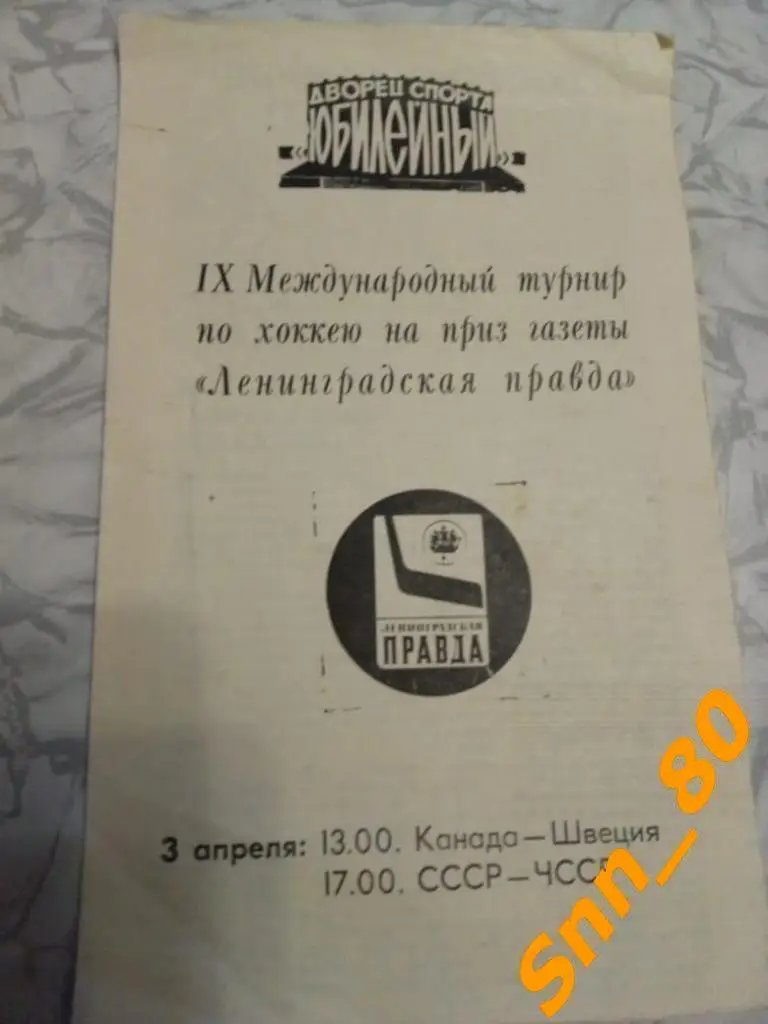 ДВОРЕЦ СПОРТА
«ЮБИЛЕЙНЫЙ»
IX Международный турнир
по хоккею на приз газеты
«Ленинградская правда»
ЛЕНИНГРАДСКАЯ
ПРАВДА
3 апреля: 13.00. Канада—Швеция
17.00. СССР—ЧССР
Snn_80